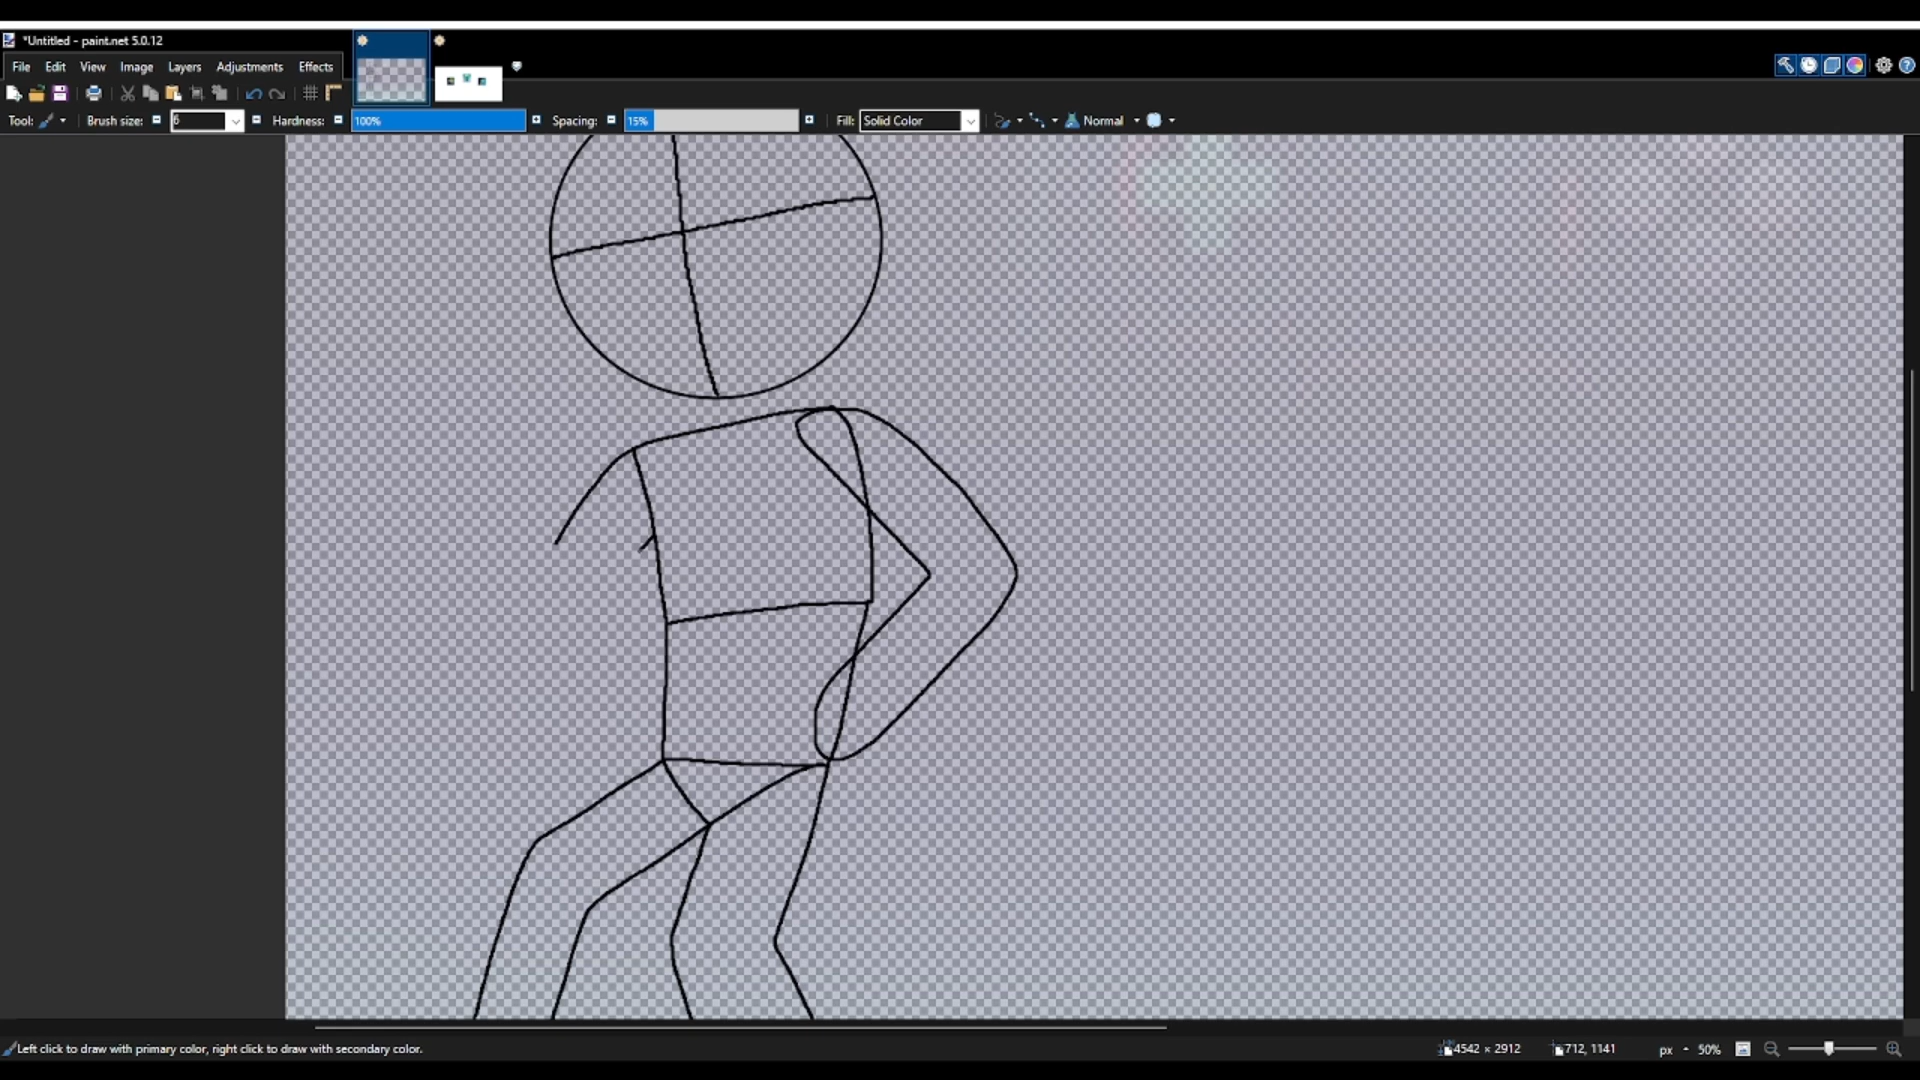 *Untitled - paint.net 5.0.12
File Edit View Image Layers Adjustments Effects
Tool: Brush size: 6 Hardness: 100% Spacing: 15% Fill: Solid Color Normal
Left click to draw with primary color, right click to draw with secondary color. 4542 × 2912 712, 1141 px 50%